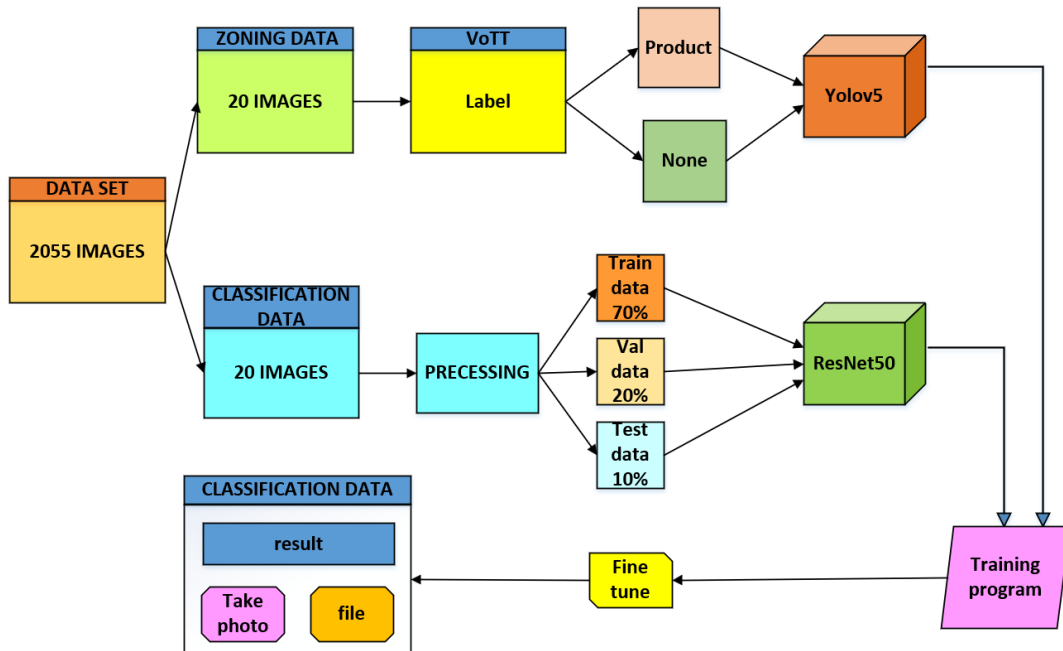 ZONING DATA
20 IMAGES
VoTT
Label
Product
None
Yolov5
DATA SET
2055 IMAGES
CLASSIFICATION
DATA
20 IMAGES
PRECESSING
Train
data
70%
Val
data
20%
Test
data
10%
ResNet50
CLASSIFICATION DATA
result
Take
photo
file
Fine
tune
Training
program